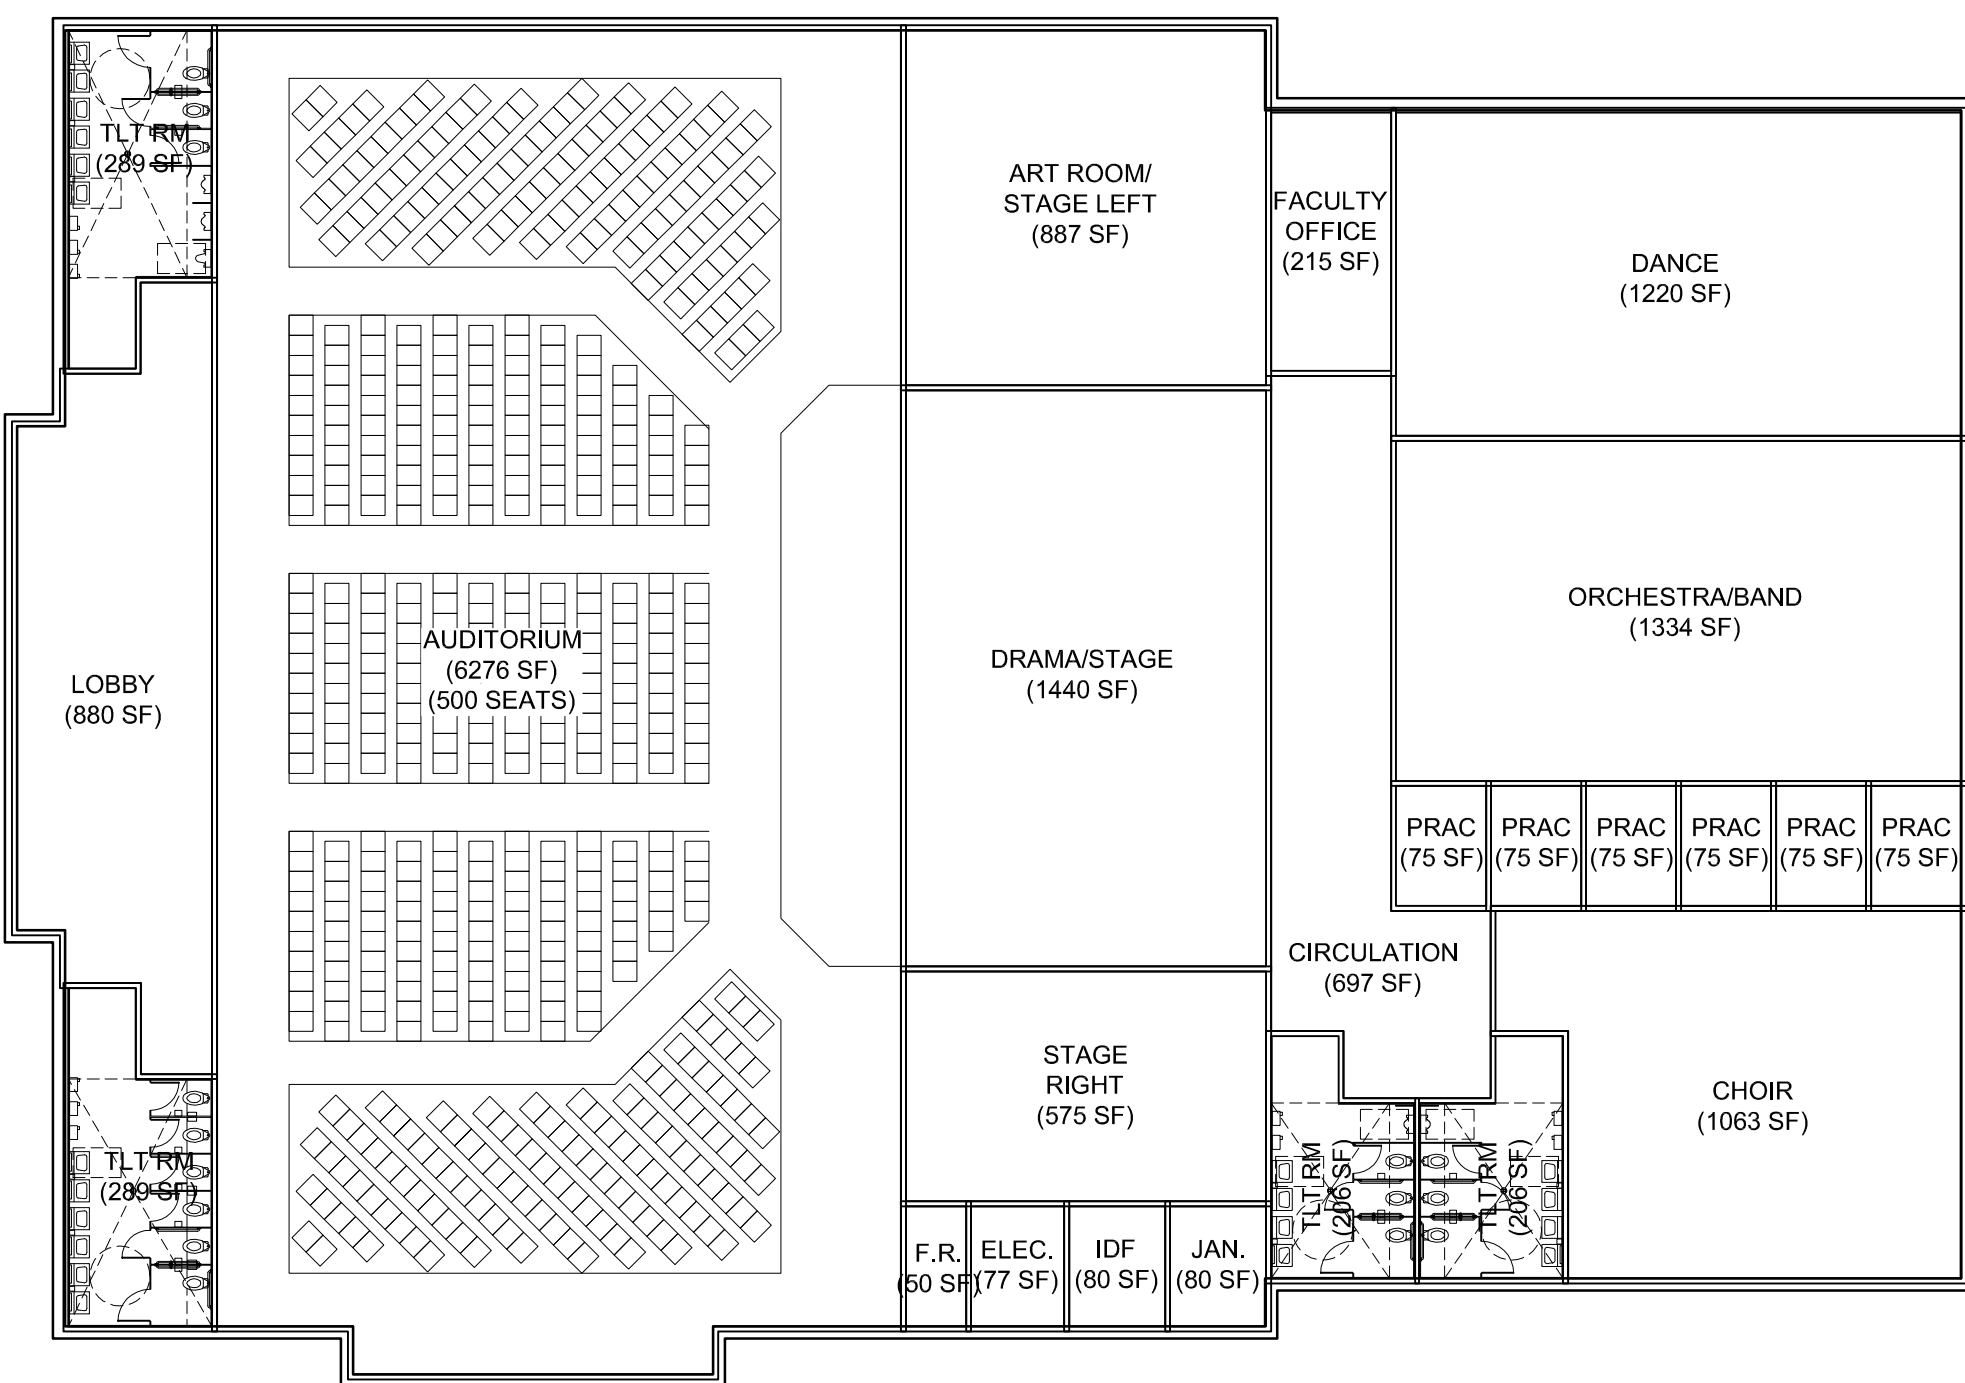 TLT RM
(289 SF)
ART ROOM/
STAGE LEFT
(887 SF)
FACULTY
OFFICE
(215 SF)
DANCE
(1220 SF)
ORCHESTRA/BAND
(1334 SF)
AUDITORIUM
(6276 SF)
(500 SEATS)
DRAMA/STAGE
(1440 SF)
LOBBY
(880 SF)
PRAC
(75 SF)
PRAC
(75 SF)
PRAC
(75 SF)
PRAC
(75 SF)
PRAC
(75 SF)
PRAC
(75 SF)
CIRCULATION
(697 SF)
STAGE
RIGHT
(575 SF)
CHOIR
(1063 SF)
TLT RM
(289 SF)
TLT RM
(206 SF)
TLT RM
(206 SF)
F.R.
(50 SF)
ELEC.
(77 SF)
IDF
(80 SF)
JAN.
(80 SF)